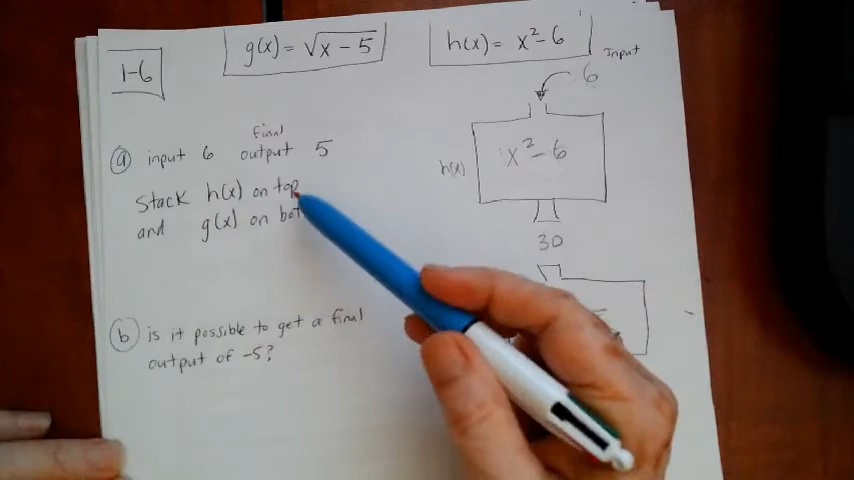 1-6
g(x) = √x - 5
h(x) = x² - 6
Input
6
ⓐ input 6 final output 5
Stack h(x) on top
and g(x) on
h(x)
x² - 6
30
ⓑ is it possible to get a final
output of -5?